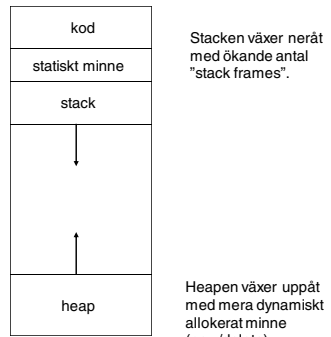 kod
statiskt minne
stack
Stacken växer neråt
med ökande antal
"stack frames".
heap
Heapen växer uppåt
med mera dynamiskt
allokerat minne